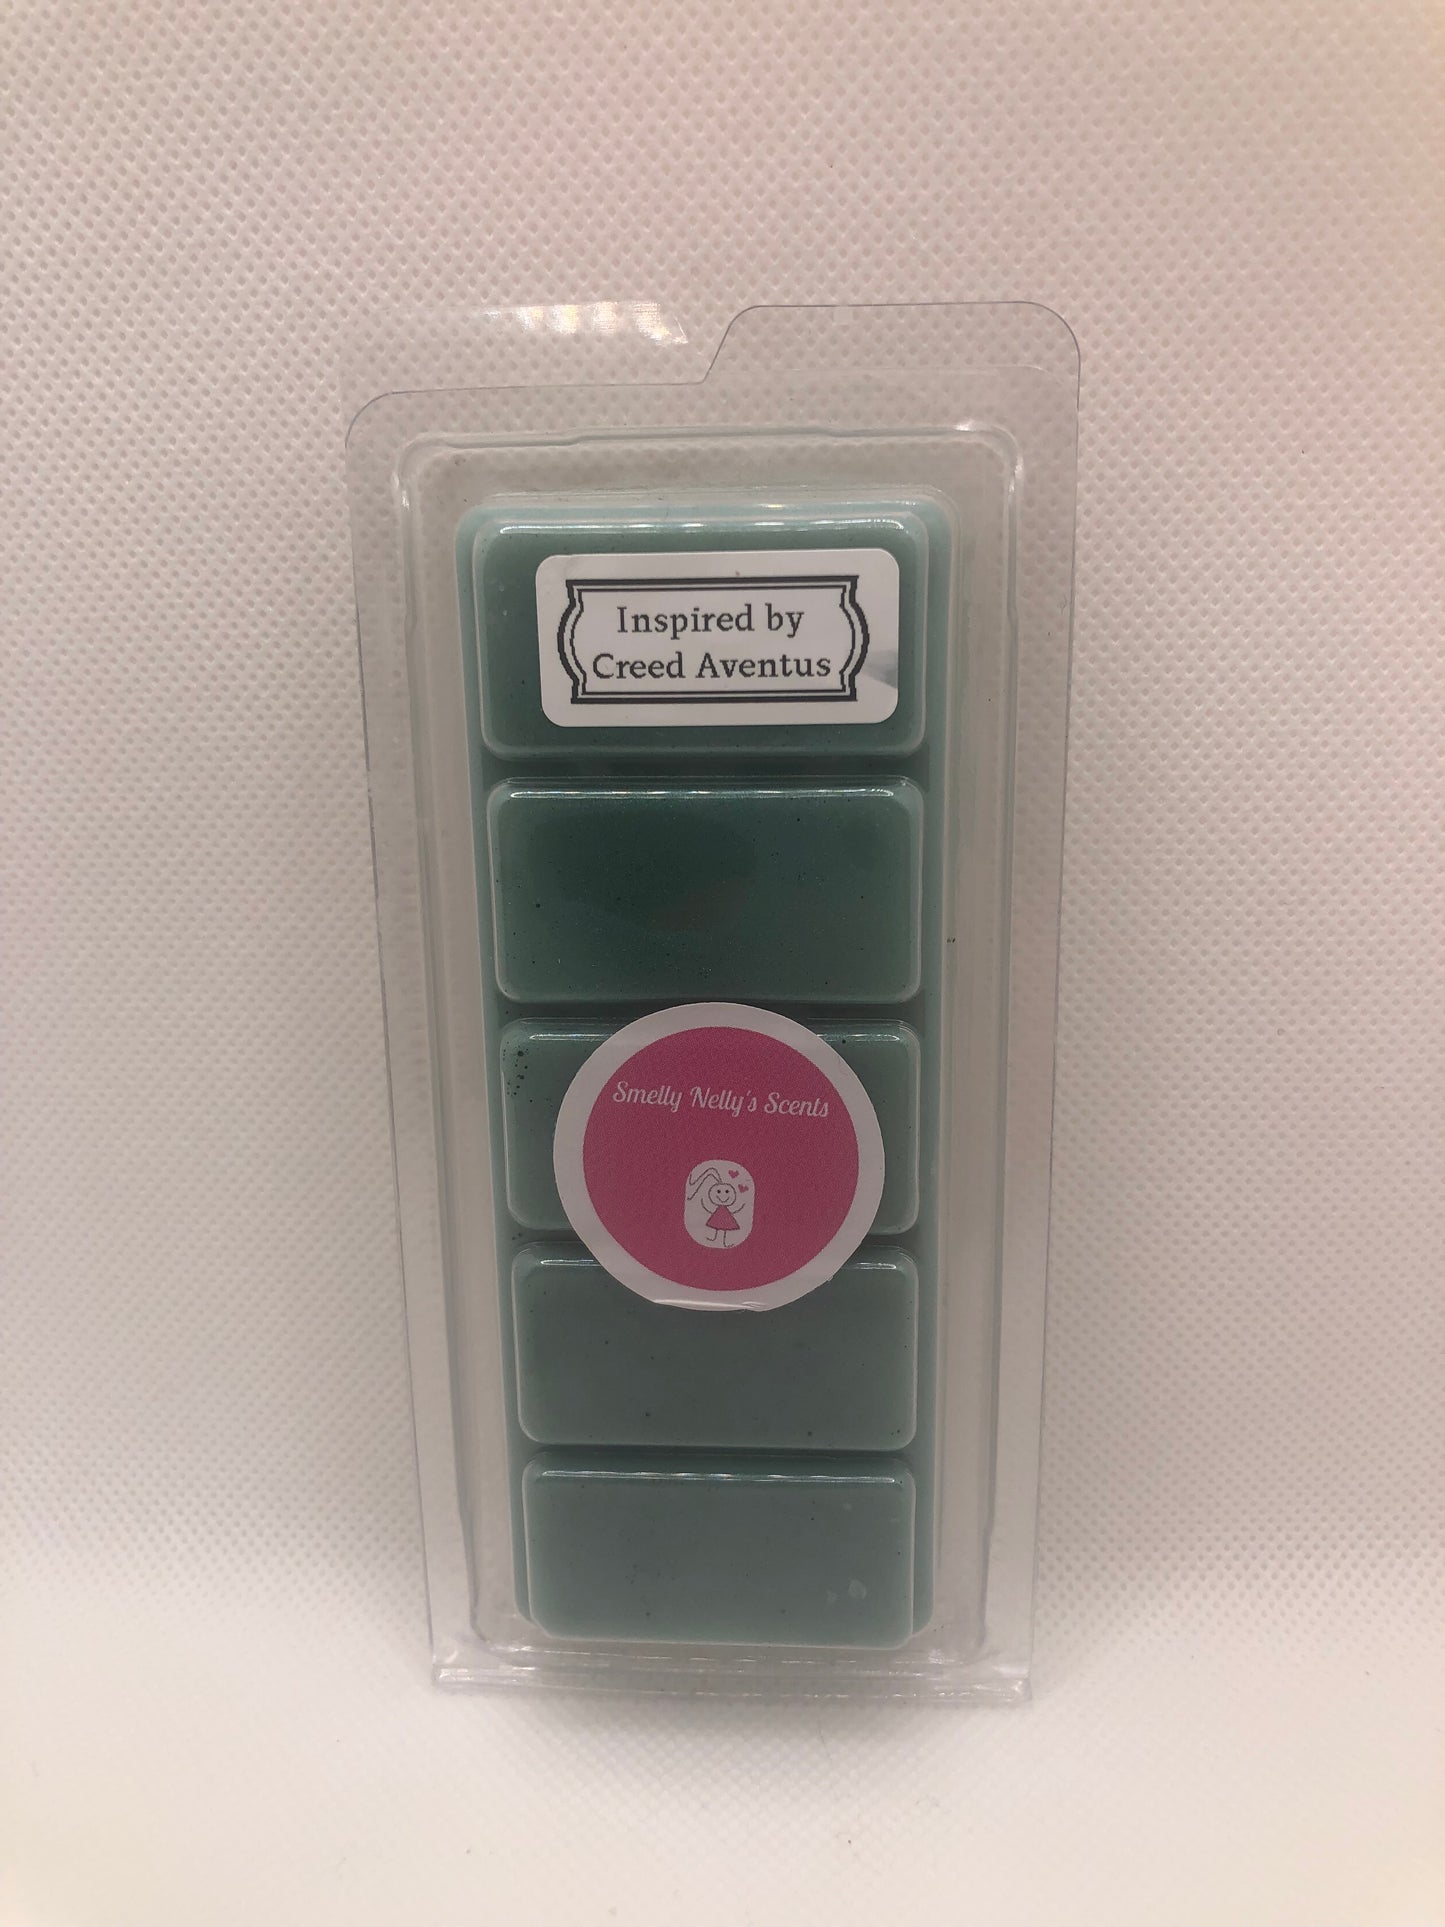 Inspired by
Creed Aventus
Smelly Nelly's Scents